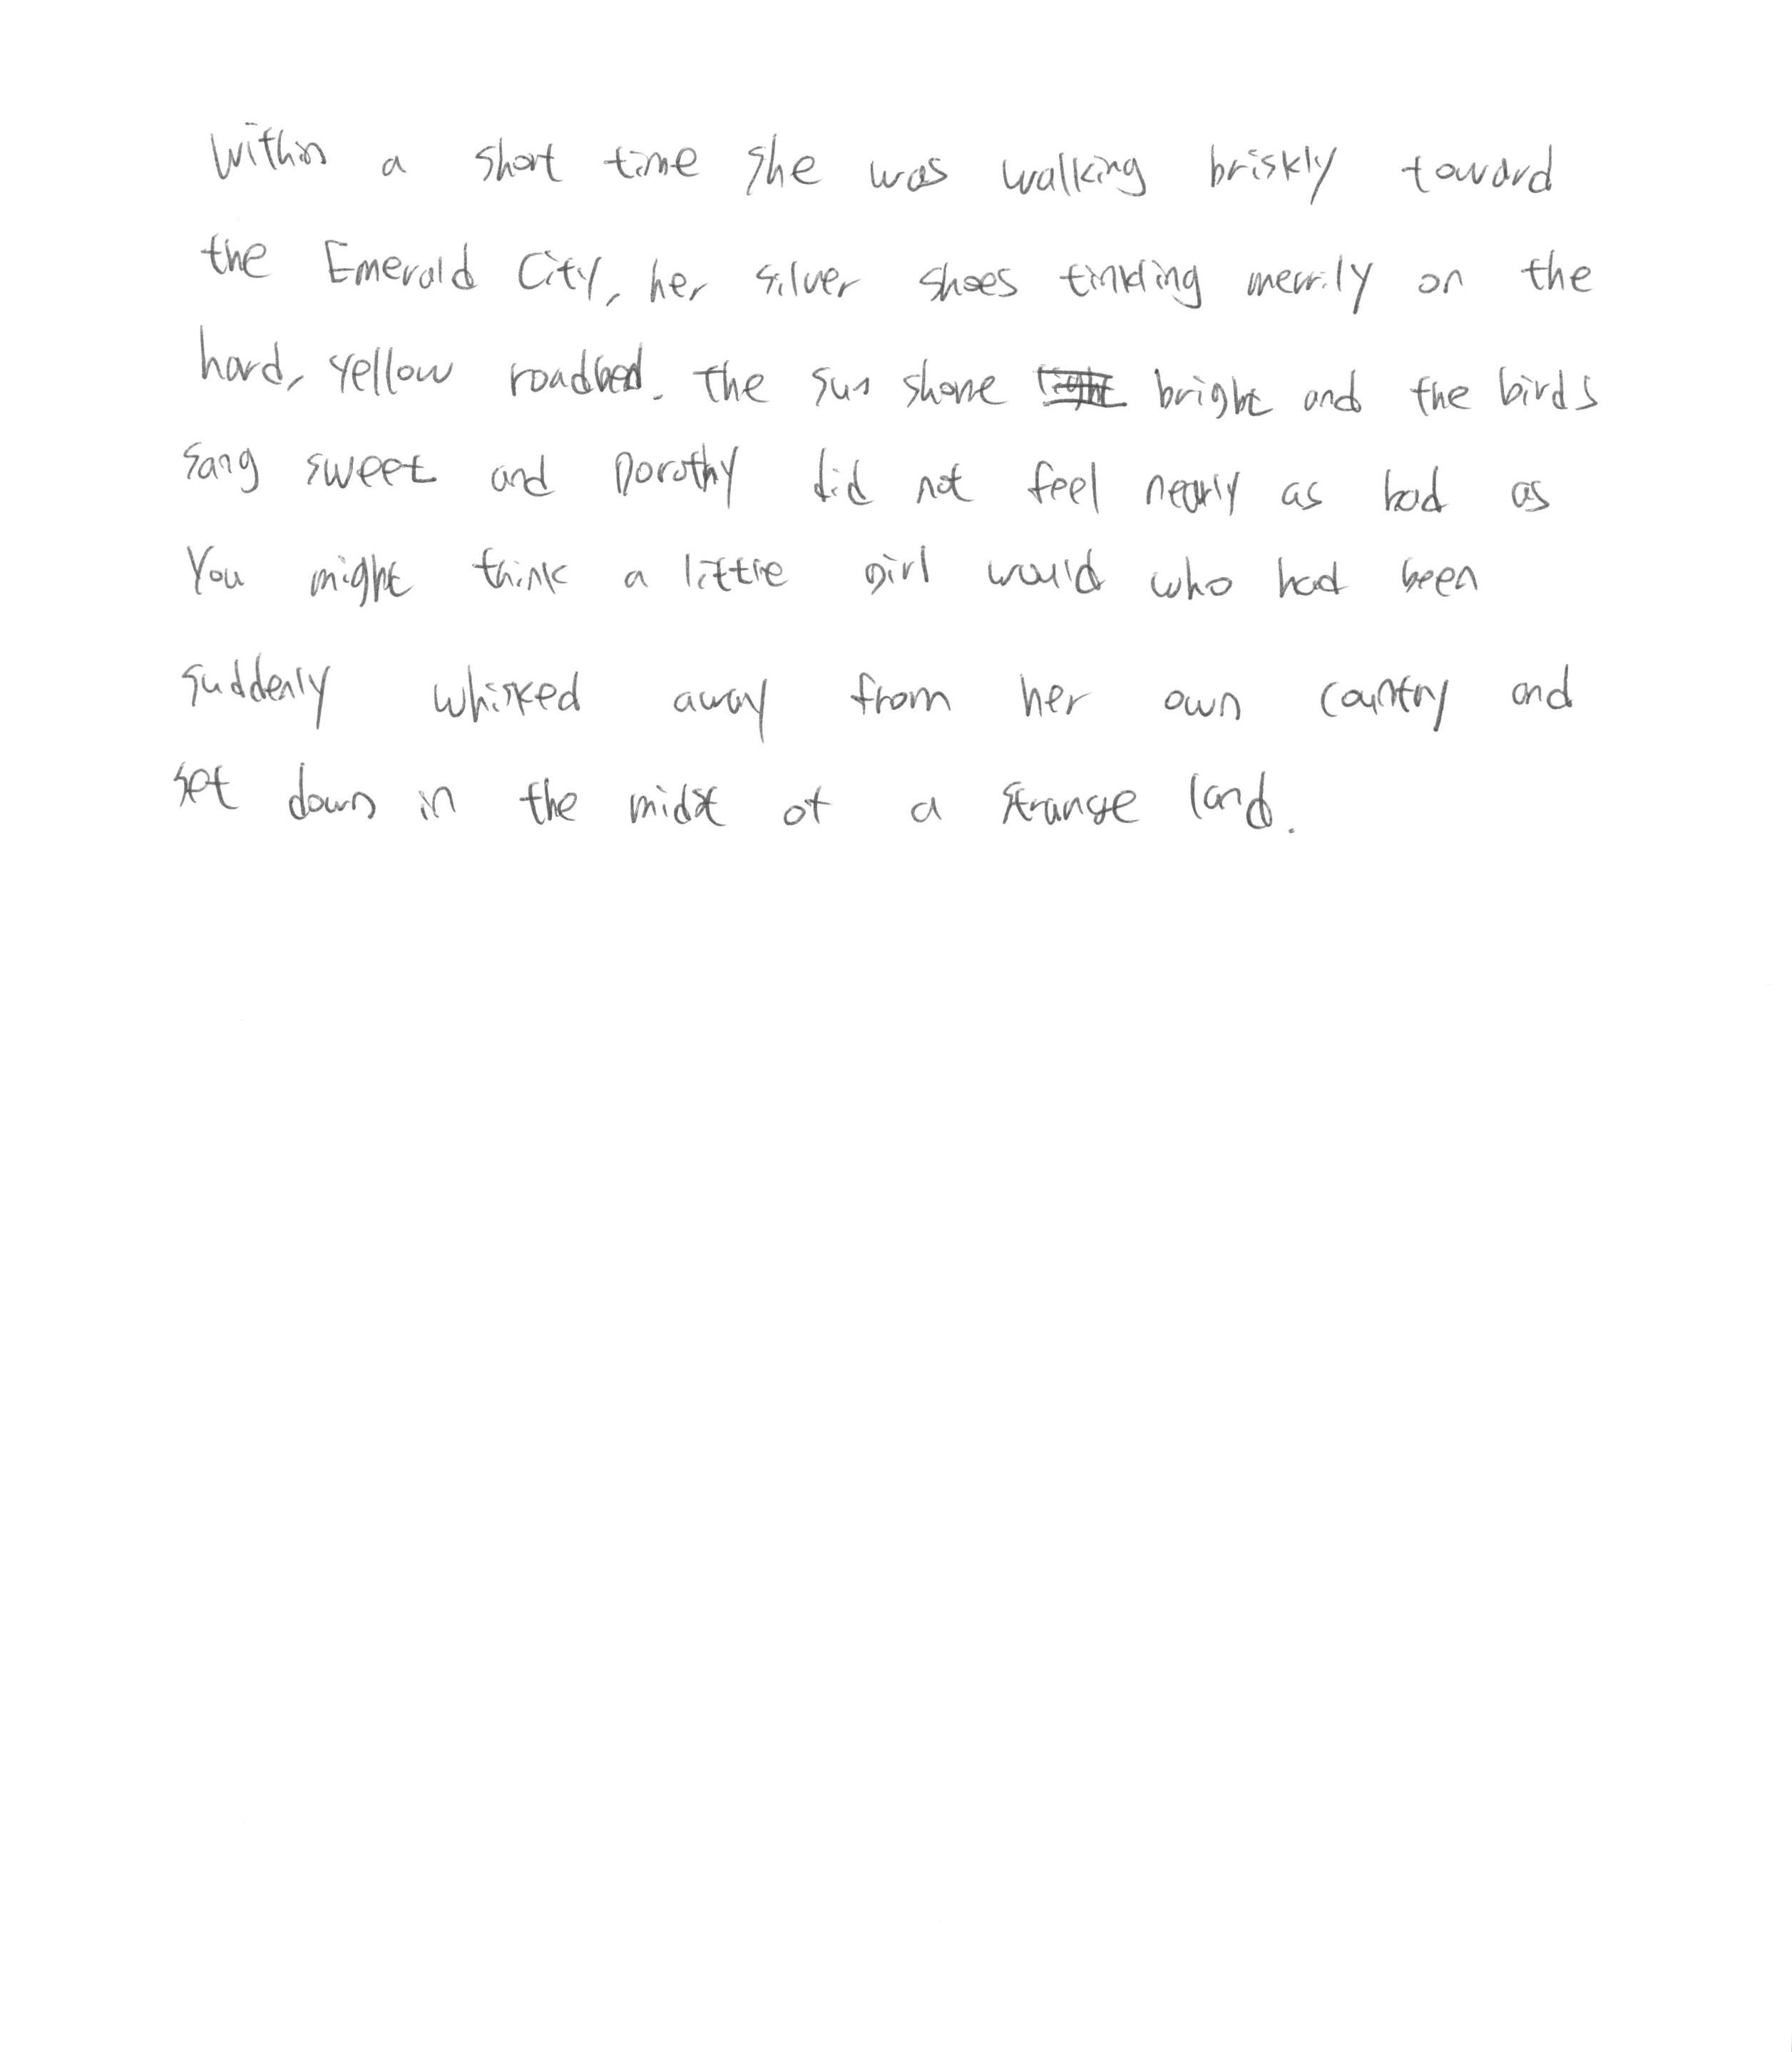 Within a short time she was walking briskly toward
the Emerald City, her silver shoes tinkling merrily on the
hard, yellow roadbed. The sun shone bright and the birds
sang sweet and Dorothy did not feel nearly as bad as
you might think a little girl would who had been
suddenly whisked away from her own country and
set down in the midst of a strange land.